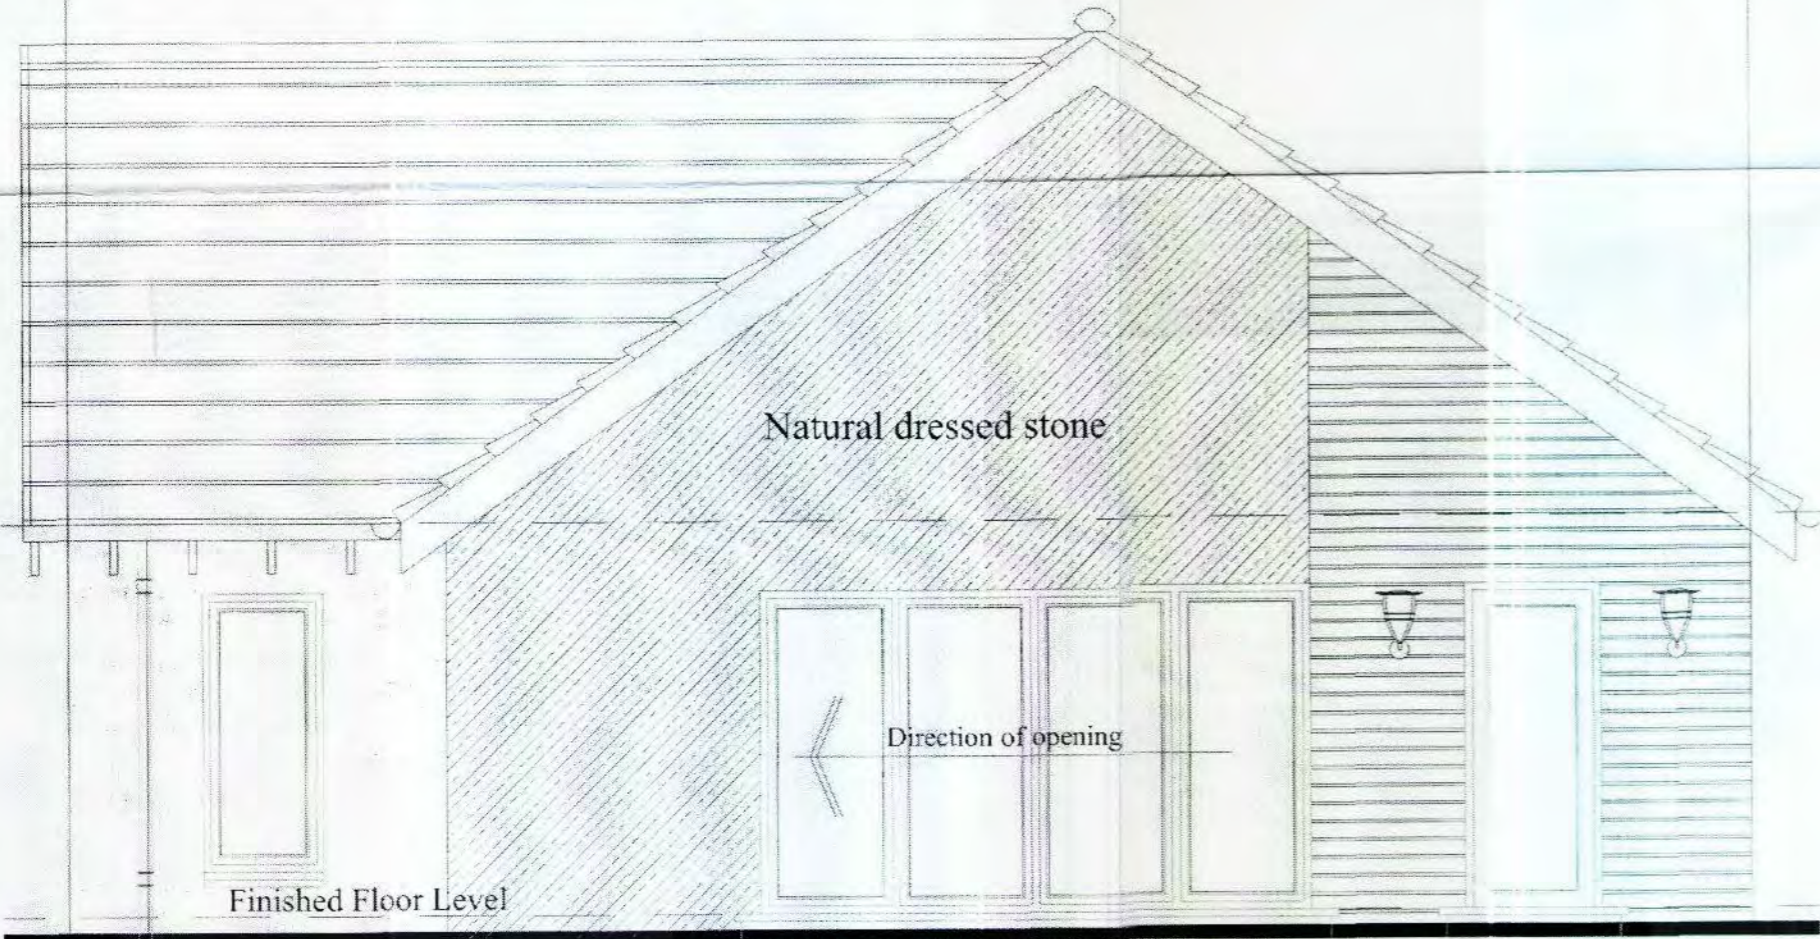 Natural dressed stone
Direction of opening
Finished Floor Level